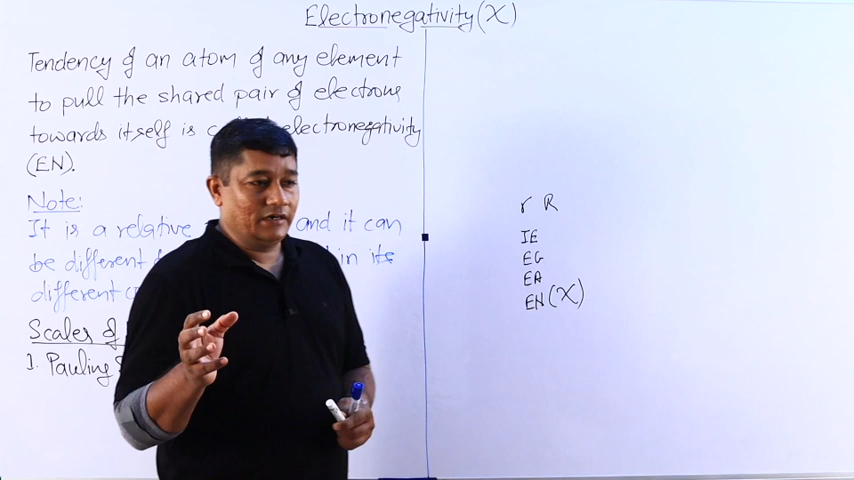 Electronegativity (X)
Tendency of an atom of any element
to pull the shared pair of electrons
towards itself is electronegativity
(EN).
Note:
It is a relative and it can
be different in its
different
Scales of
1. Pauling
r R
IE
EG
EA
EN (X)